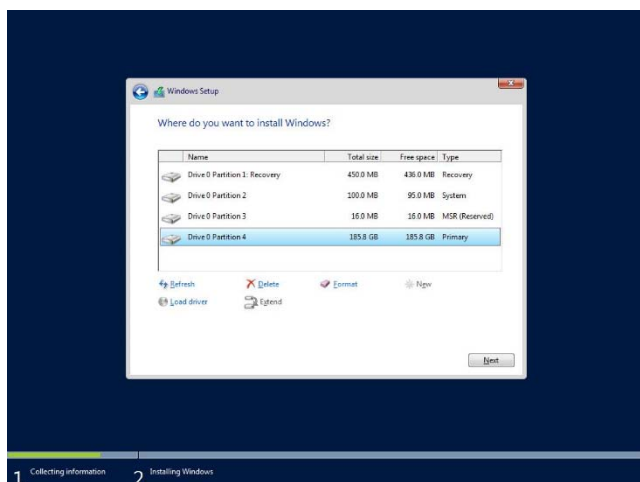 Windows Setup
Where do you want to install Windows?
Name Total size Free space Type
Drive 0 Partition 1: Recovery 450.0 MB 436.0 MB Recovery
Drive 0 Partition 2 100.0 MB 95.0 MB System
Drive 0 Partition 3 16.0 MB 16.0 MB MSR (Reserved)
Drive 0 Partition 4 185.8 GB 185.8 GB Primary
Refresh Delete Format New
Load driver Extend
Next
1 Collecting information 2 Installing Windows